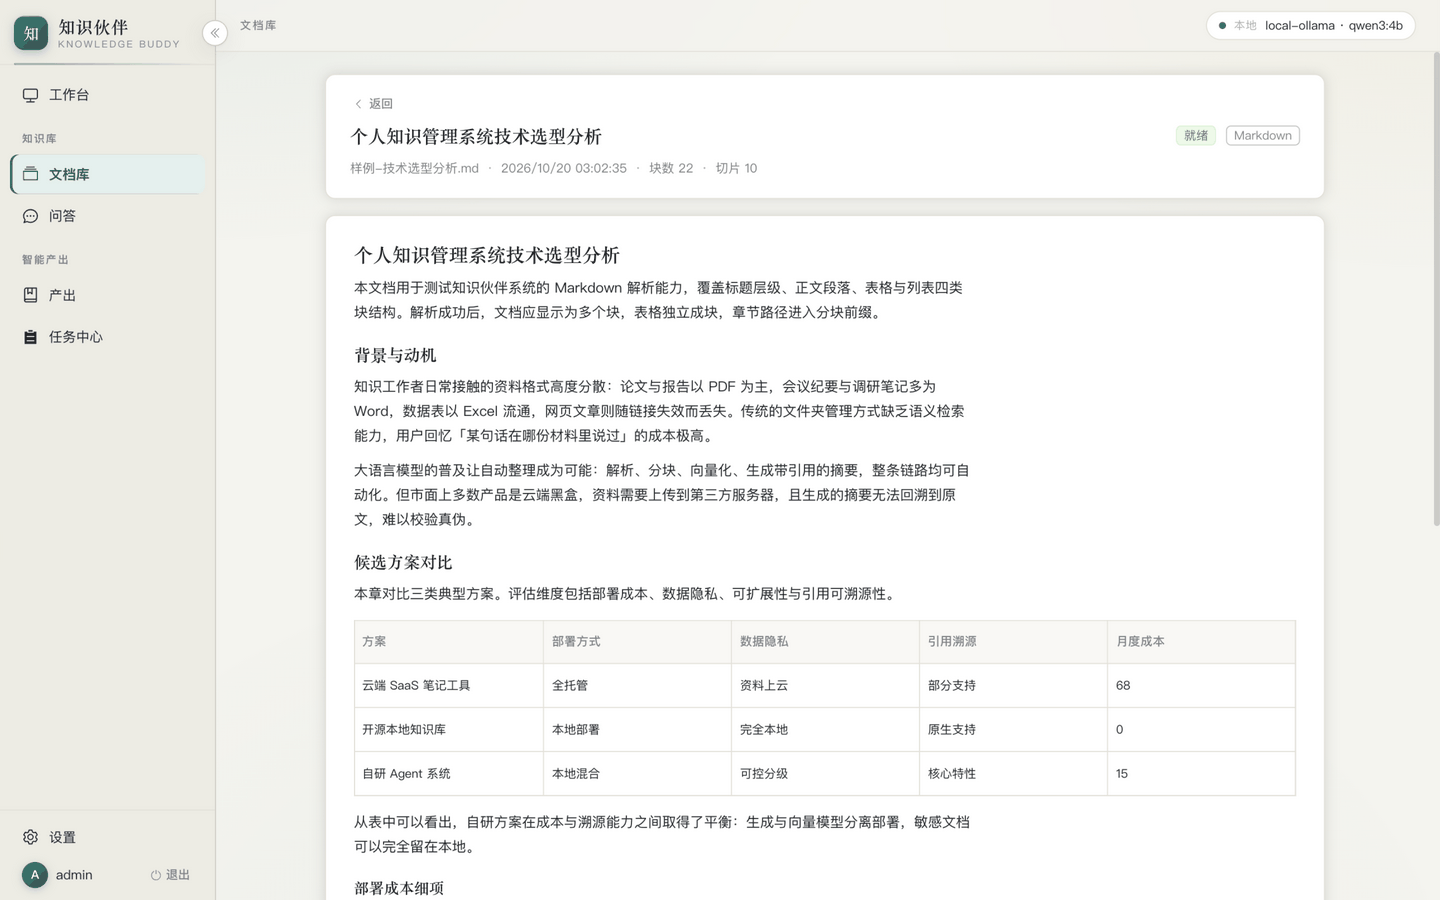 知
知识伙伴
KNOWLEDGE BUDDY
工作台
知识库
文档库
问答
智能产出
产出
任务中心
设置
A
admin
退出
文档库
本地 local-ollama · qwen3:4b
返回
个人知识管理系统技术选型分析
就绪
Markdown
样例-技术选型分析.md · 2026/10/20 03:02:35 · 块数 22 · 切片 10
个人知识管理系统技术选型分析
本文档用于测试知识伙伴系统的 Markdown 解析能力，覆盖标题层级、正文段落、表格与列表四类
块结构。解析成功后，文档应显示为多个块，表格独立成块，章节路径进入分块前缀。
背景与动机
知识工作者日常接触的资料格式高度分散：论文与报告以 PDF 为主，会议纪要与调研笔记多为
Word，数据表以 Excel 流通，网页文章则随链接失效而丢失。传统的文件夹管理方式缺乏语义检索
能力，用户回忆「某句话在哪份材料里说过」的成本极高。
大语言模型的普及让自动整理成为可能：解析、分块、向量化、生成带引用的摘要，整条链路均可自
动化。但市面上多数产品是云端黑盒，资料需要上传到第三方服务器，且生成的摘要无法回溯到原
文，难以校验真伪。
候选方案对比
本章对比三类典型方案。评估维度包括部署成本、数据隐私、可扩展性与引用可溯源性。
方案 部署方式 数据隐私 引用溯源 月度成本
云端 SaaS 笔记工具 全托管 资料上云 部分支持 68
开源本地知识库 本地部署 完全本地 原生支持 0
自研 Agent 系统 本地混合 可控分级 核心特性 15
从表中可以看出，自研方案在成本与溯源能力之间取得了平衡：生成与向量模型分离部署，敏感文档
可以完全留在本地。
部署成本细项